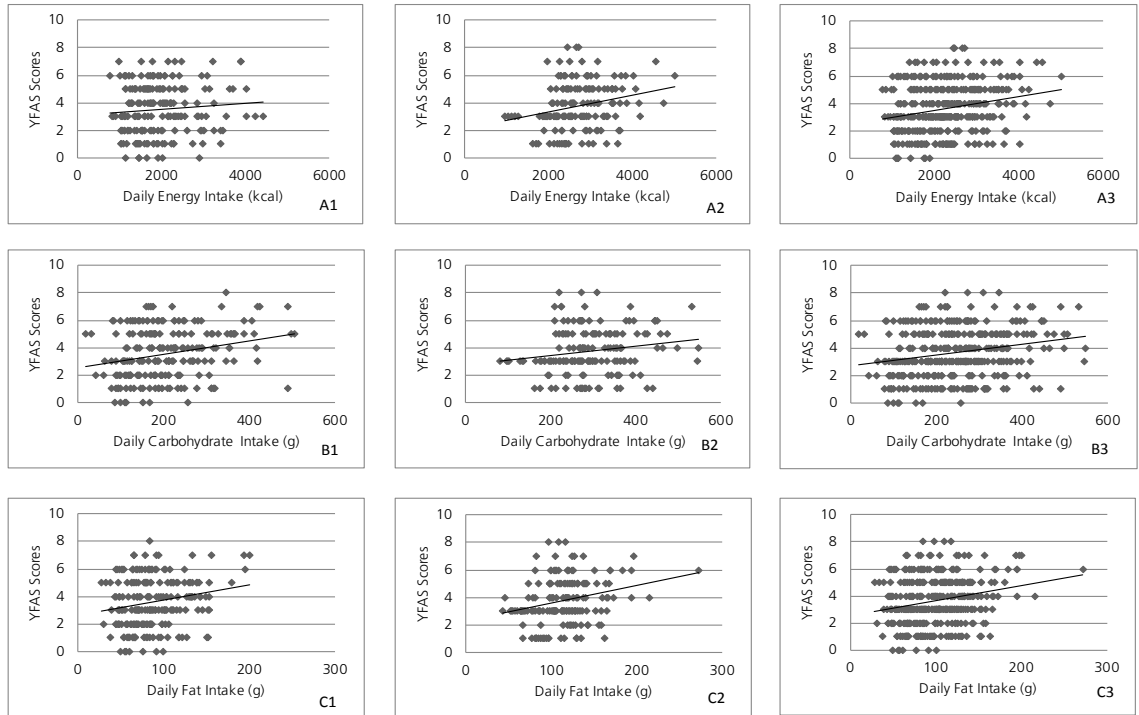 10
8
6
4
2
0
YFAS Scores
0 2000 4000 6000
Daily Energy Intake (kcal)
A1
10
8
6
4
2
0
YFAS Scores
0 2000 4000 6000
Daily Energy Intake (kcal)
A2
10
8
6
4
2
0
YFAS Scores
0 2000 4000 6000
Daily Energy Intake (kcal)
A3
10
8
6
4
2
0
YFAS Scores
0 200 400 600
Daily Carbohydrate Intake (g)
B1
10
8
6
4
2
0
YFAS Scores
0 200 400 600
Daily Carbohydrate Intake (g)
B2
10
8
6
4
2
0
YFAS Scores
0 200 400 600
Daily Carbohydrate Intake (g)
B3
10
8
6
4
2
0
YFAS Scores
0 100 200 300
Daily Fat Intake (g)
C1
10
8
6
4
2
0
YFAS Scores
0 100 200 300
Daily Fat Intake (g)
C2
10
8
6
4
2
0
YFAS Scores
0 100 200 300
Daily Fat Intake (g)
C3